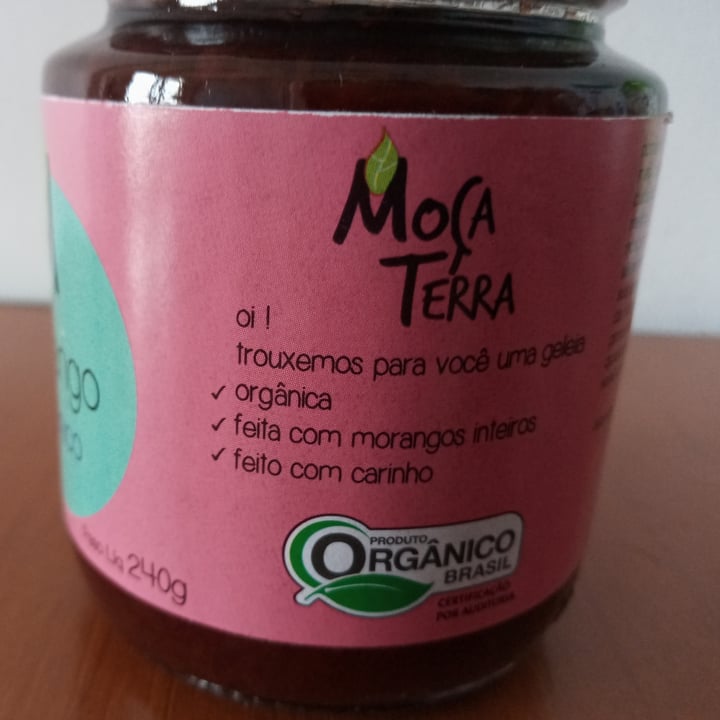 Moça
Terra
oi !
trouxemos para você uma geleia
✓ orgânica
✓ feita com morangos inteiros
✓ feito com carinho
240g
PRODUTO
ORGÂNICO
BRASIL
CERTIFICAÇÃO
POR AUDITORIA